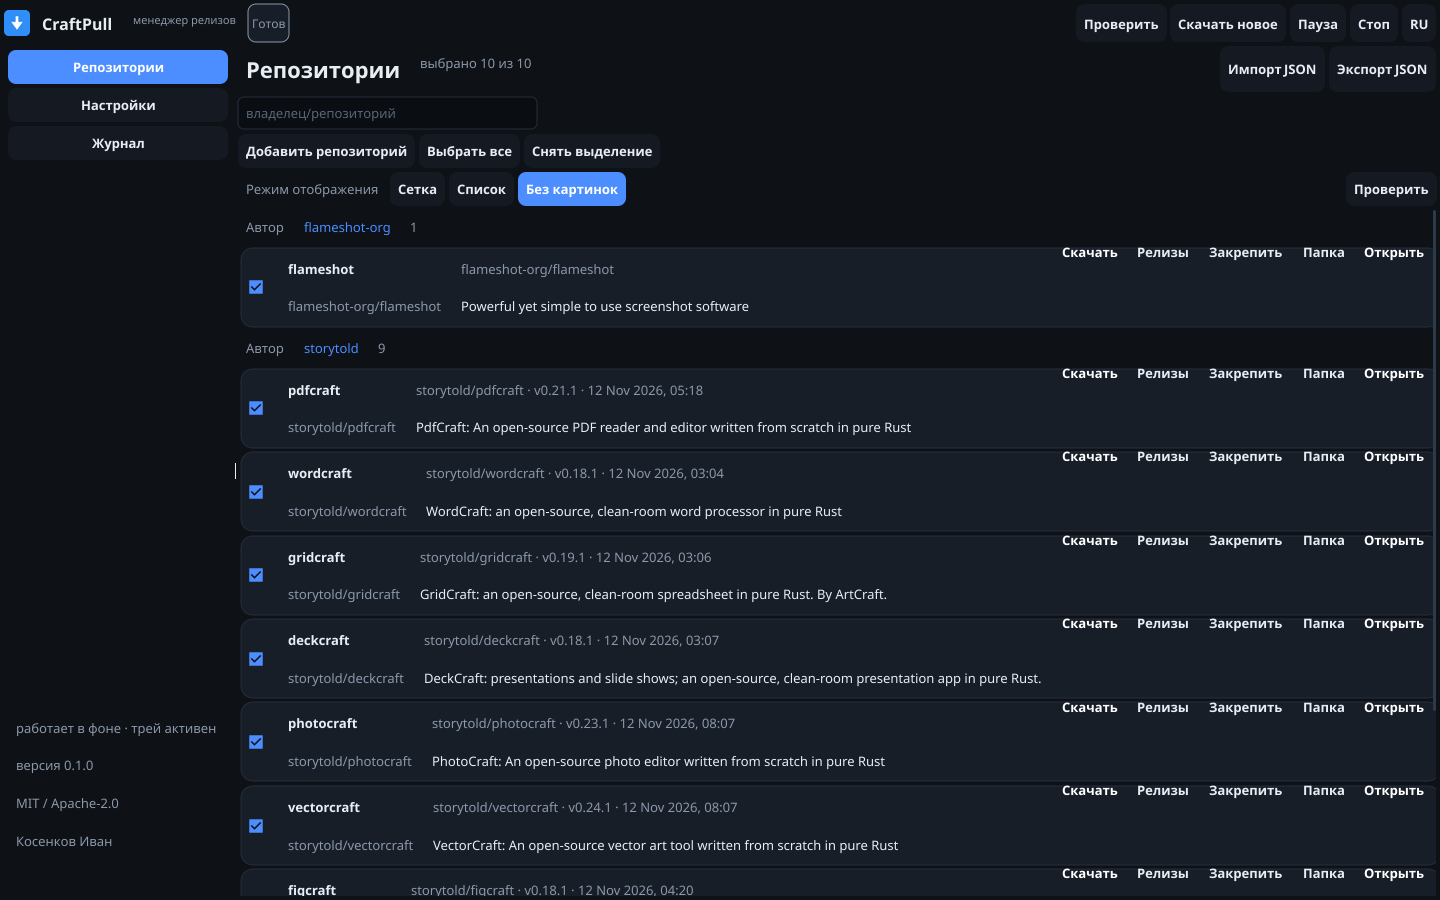 CraftPull менеджер релизов Готов Проверить Скачать новое Пауза Стоп RU
Репозитории
Настройки
Журнал
работает в фоне · трей активен
версия 0.1.0
MIT / Apache-2.0
Косенков Иван
Репозитории выбрано 10 из 10 Импорт JSON Экспорт JSON
владелец/репозиторий
Добавить репозиторий Выбрать все Снять выделение
Режим отображения Сетка Список Без картинок Проверить
Автор flameshot-org 1
Скачать Релизы Закрепить Папка Открыть
flameshot flameshot-org/flameshot
flameshot-org/flameshot Powerful yet simple to use screenshot software
Автор storytold 9
Скачать Релизы Закрепить Папка Открыть
pdfcraft storytold/pdfcraft · v0.21.1 · 12 Nov 2026, 05:18
storytold/pdfcraft PdfCraft: An open-source PDF reader and editor written from scratch in pure Rust
Скачать Релизы Закрепить Папка Открыть
wordcraft storytold/wordcraft · v0.18.1 · 12 Nov 2026, 03:04
storytold/wordcraft WordCraft: an open-source, clean-room word processor in pure Rust
Скачать Релизы Закрепить Папка Открыть
gridcraft storytold/gridcraft · v0.19.1 · 12 Nov 2026, 03:06
storytold/gridcraft GridCraft: an open-source, clean-room spreadsheet in pure Rust. By ArtCraft.
Скачать Релизы Закрепить Папка Открыть
deckcraft storytold/deckcraft · v0.18.1 · 12 Nov 2026, 03:07
storytold/deckcraft DeckCraft: presentations and slide shows; an open-source, clean-room presentation app in pure Rust.
Скачать Релизы Закрепить Папка Открыть
photocraft storytold/photocraft · v0.23.1 · 12 Nov 2026, 08:07
storytold/photocraft PhotoCraft: An open-source photo editor written from scratch in pure Rust
Скачать Релизы Закрепить Папка Открыть
vectorcraft storytold/vectorcraft · v0.24.1 · 12 Nov 2026, 08:07
storytold/vectorcraft VectorCraft: An open-source vector art tool written from scratch in pure Rust
Скачать Релизы Закрепить Папка Открыть
figcraft storytold/figcraft · v0.18.1 · 12 Nov 2026, 04:20